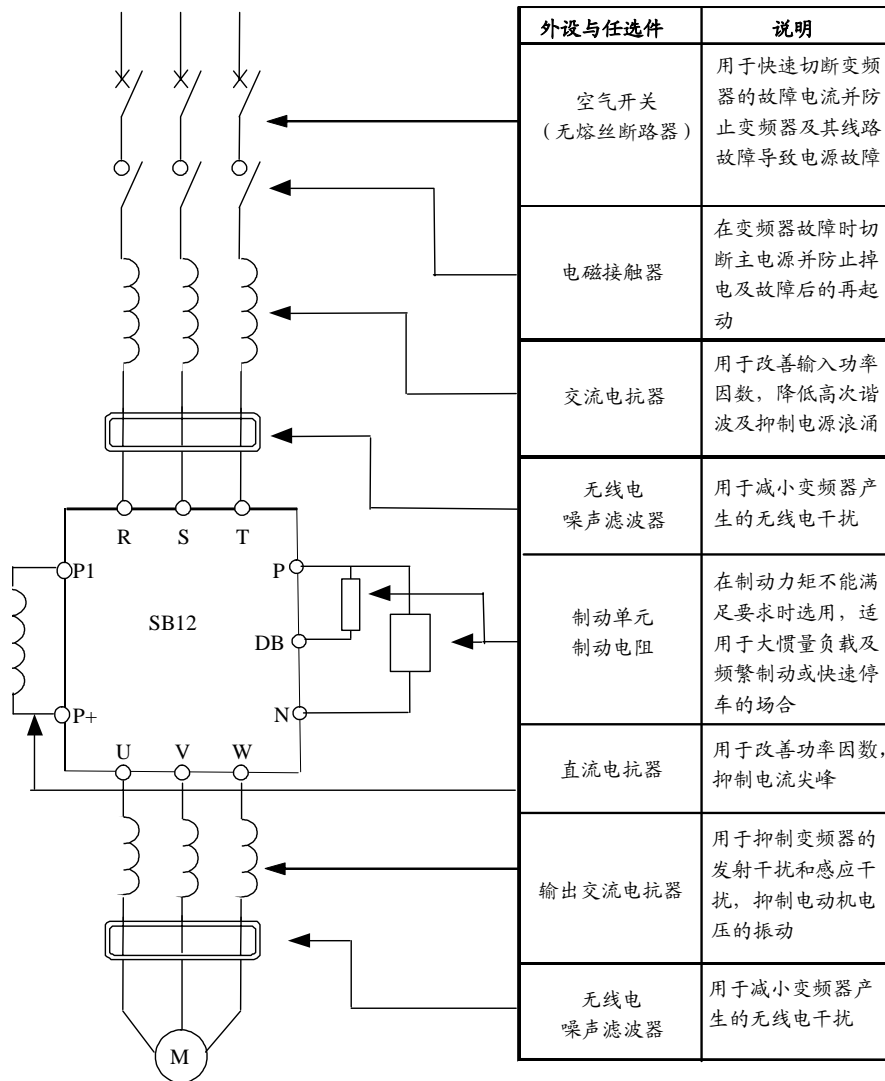 外设与任选件
说明
空气开关
（无熔丝断路器）
用于快速切断变频
器的故障电流并防
止变频器及其线路
故障导致电源故障
电磁接触器
在变频器故障时切
断主电源并防止掉
电及故障后的再起
动
交流电抗器
用于改善输入功率
因数，降低高次谐
波及抑制电源浪涌
无线电
噪声滤波器
用于减小变频器产
生的无线电干扰
制动单元
制动电阻
在制动力矩不能满
足要求时选用，适
用于大惯量负载及
频繁制动或快速停
车的场合
直流电抗器
用于改善功率因数，
抑制电流尖峰
输出交流电抗器
用于抑制变频器的
发射干扰和感应干
扰，抑制电动机电
压的振动
无线电
噪声滤波器
用于减小变频器产
生的无线电干扰
R S T
P1
P
SB12
DB
P+
N
U V W
M